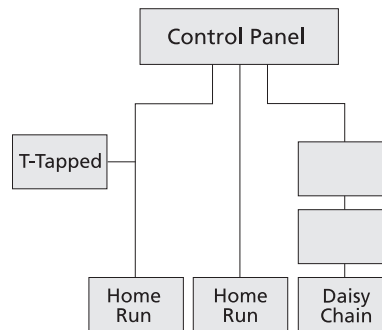 Control Panel
T-Tapped
Home
Run
Home
Run
Daisy
Chain